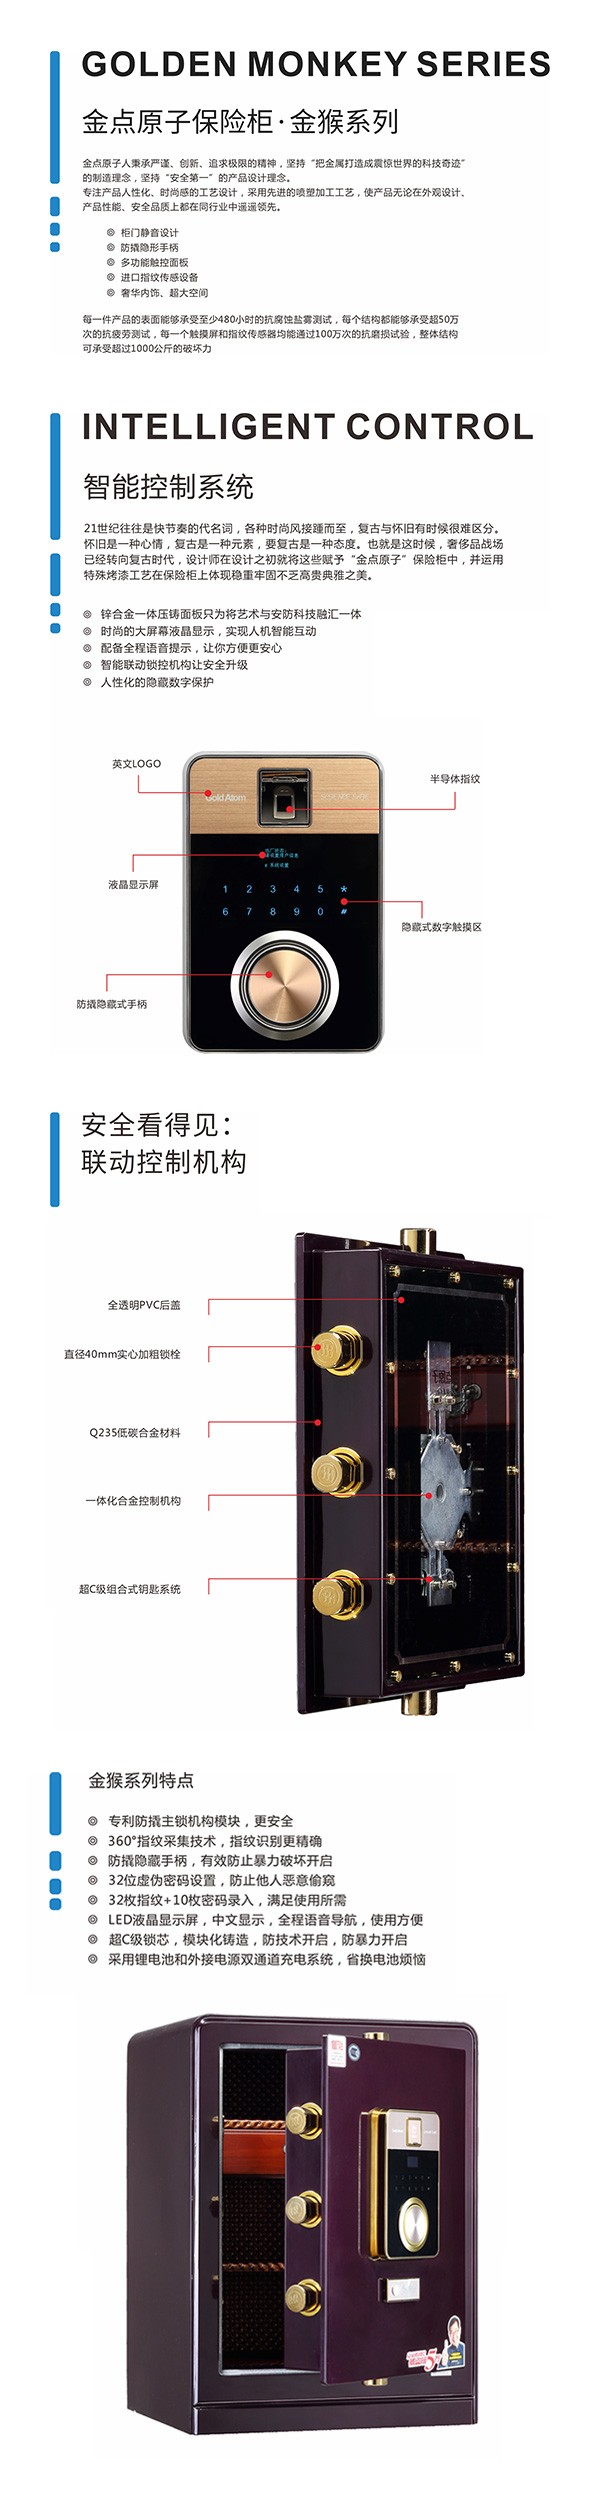 GOLDEN MONKEY SERIES
金点原子保险柜·金猴系列
金点原子人秉承严谨、创新、追求极限的精神，坚持“把金属打造成震惊世界的科技奇迹”
的制造理念，坚持“安全第一”的产品设计理念。
专注产品人性化、时尚感的工艺设计，采用先进的喷塑加工工艺，使产品无论在外观设计、
产品性能、安全品质上都在同行业中遥遥领先。
◎ 柜门静音设计
◎ 防撬隐形手柄
◎ 多功能触控面板
◎ 进口指纹传感设备
◎ 奢华内饰、超大空间
每一件产品的表面能够承受至少480小时的抗腐蚀盐雾测试，每个结构都能够承受超50万
次的抗疲劳测试，每一个触摸屏和指纹传感器均能通过100万次的抗磨损试验，整体结构
可承受超过1000公斤的破坏力
INTELLIGENT CONTROL
智能控制系统
21世纪往往是快节奏的代名词，各种时尚风接踵而至，复古与怀旧有时候很难区分。
怀旧是一种心情，复古是一种元素，要复古是一种态度。也就是这时候，奢侈品战场
已经转向复古时代，设计师在设计之初就将这些赋予“金点原子”保险柜中，并运用
特殊烤漆工艺在保险柜上体现稳重牢固不乏高贵典雅之美。
◎ 锌合金一体压铸面板只为将艺术与安防科技融汇一体
◎ 时尚的大屏幕液晶显示，实现人机智能互动
◎ 配备全程语音提示，让你方便更安心
◎ 智能联动锁控机构让安全升级
◎ 人性化的隐藏数字保护
英文LOGO
半导体指纹
Gold Atom
液晶显示屏
# 系统设置
1 2 3 4 5 *
6 7 8 9 0 #
隐藏式数字触摸区
防撬隐藏式手柄
安全看得见：
联动控制机构
全透明PVC后盖
直径40mm实心加粗锁栓
Q235低碳合金材料
一体化合金控制机构
超C级组合式钥匙系统
金猴系列特点
◎ 专利防撬主锁机构模块，更安全
◎ 360°指纹采集技术，指纹识别更精确
◎ 防撬隐藏手柄，有效防止暴力破坏开启
◎ 32位虚伪密码设置，防止他人恶意偷窥
◎ 32枚指纹+10枚密码录入，满足使用所需
◎ LED液晶显示屏，中文显示，全程语音导航，使用方便
◎ 超C级锁芯，模块化铸造，防技术开启，防暴力开启
◎ 采用锂电池和外接电源双通道充电系统，省换电池烦恼